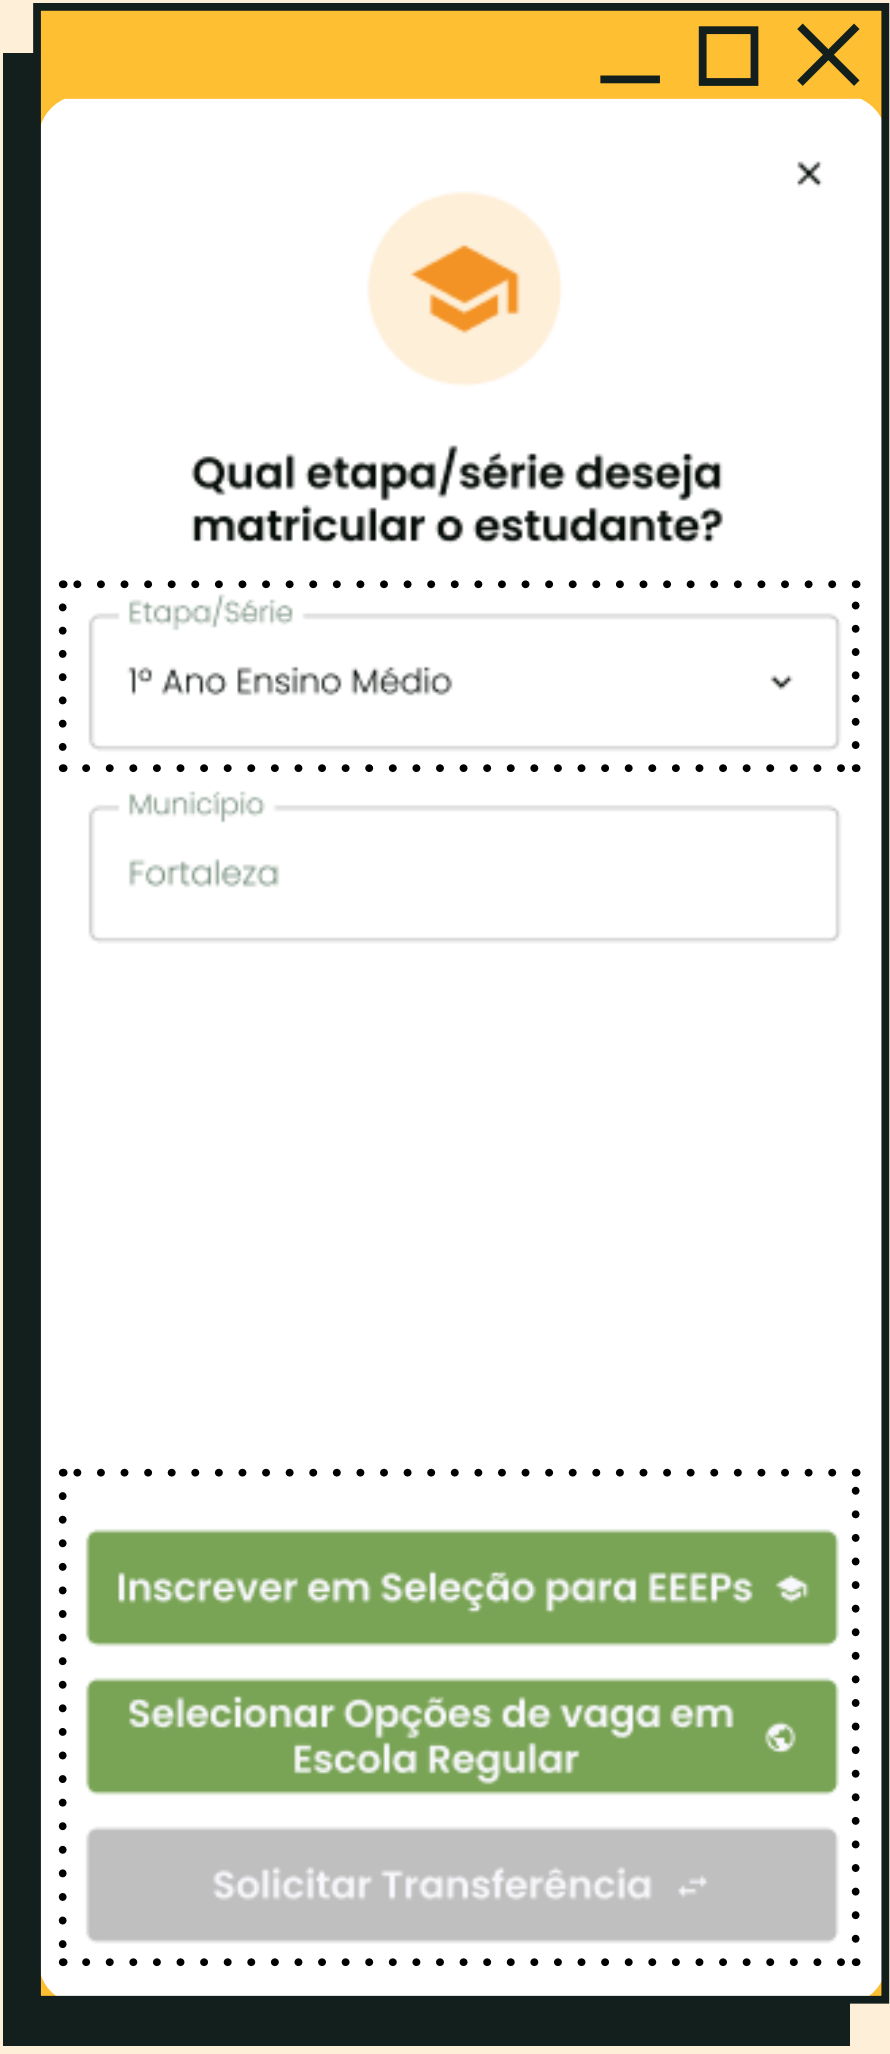 Qual etapa/série deseja
matricular o estudante?
Etapa/Série
1º Ano Ensino Médio
Município
Fortaleza
Inscrever em Seleção para EEEPs
Selecionar Opções de vaga em
Escola Regular
Solicitar Transferência